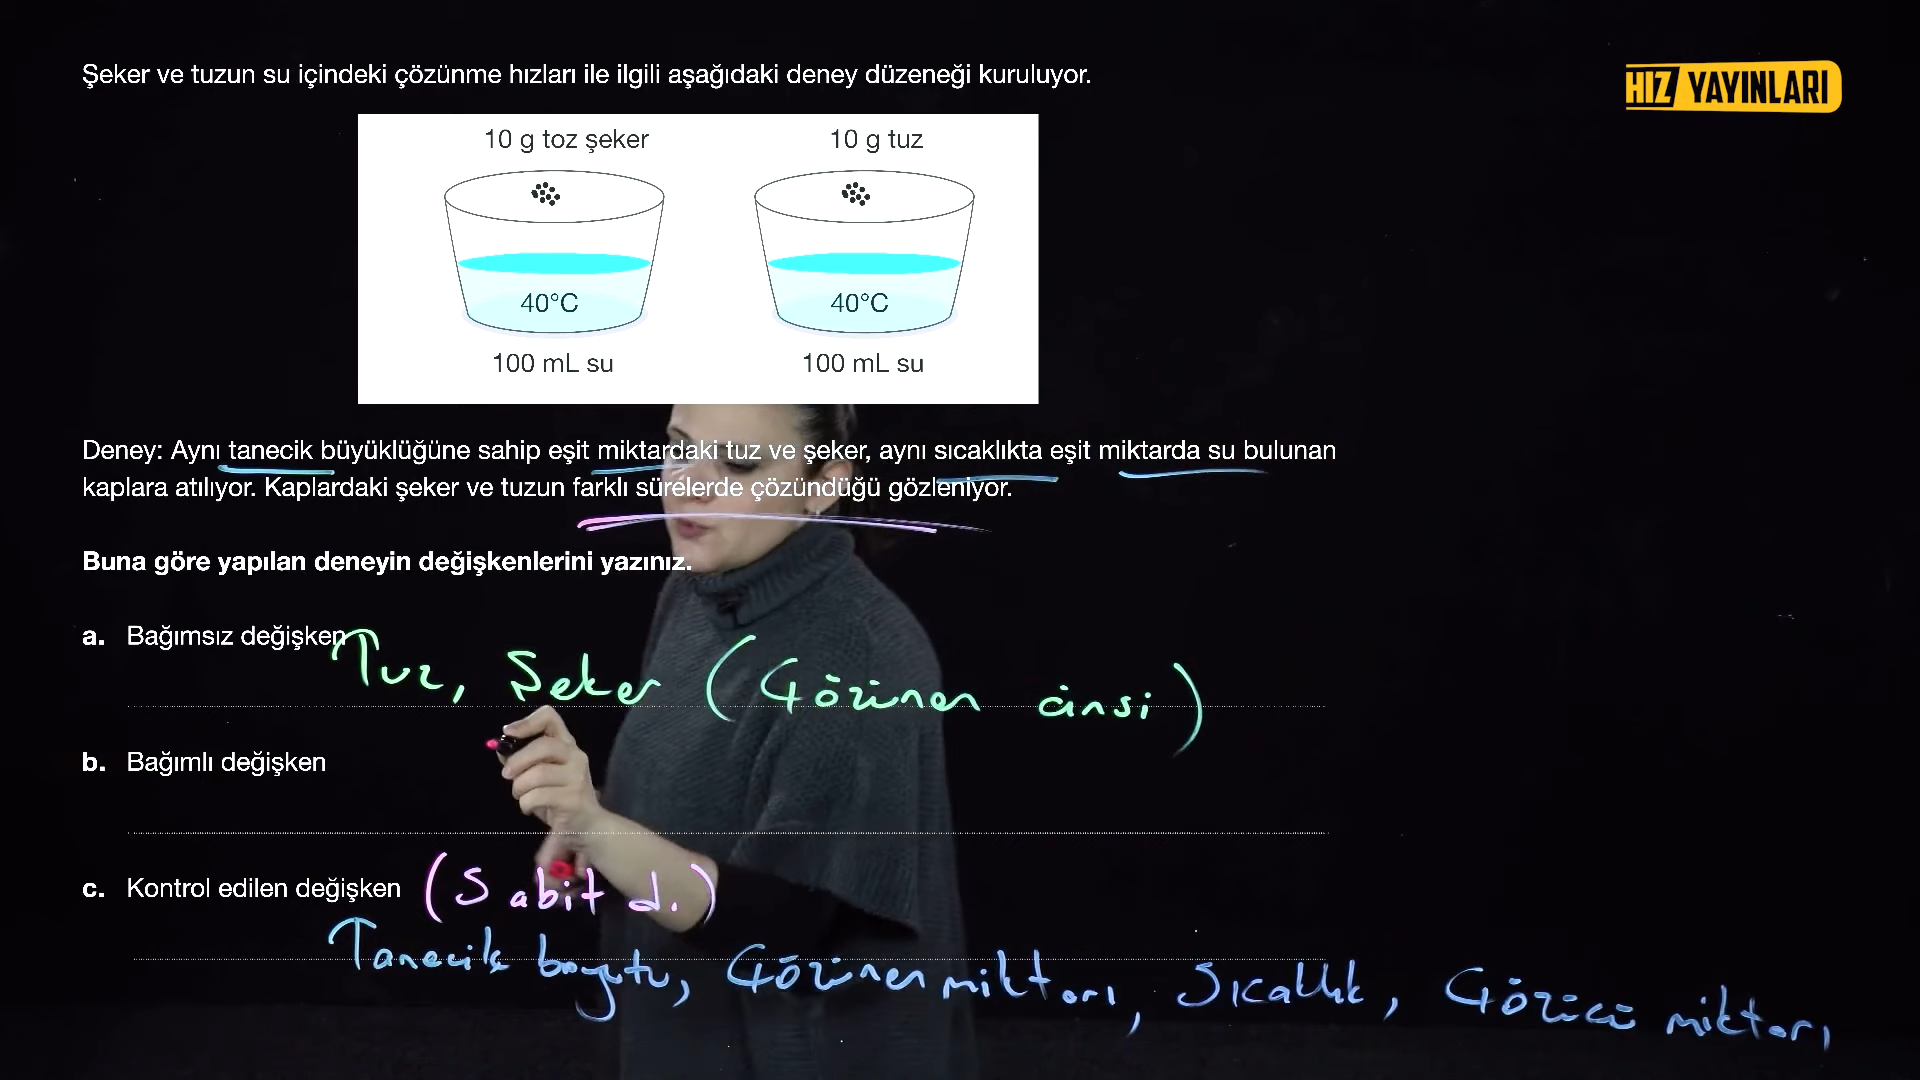 Şeker ve tuzun su içindeki çözünme hızları ile ilgili aşağıdaki deney düzeneği kuruluyor.
HIZ YAYINLARI
10 g toz şeker 10 g tuz
40°C 40°C
100 mL su 100 mL su
Deney: Aynı tanecik büyüklüğüne sahip eşit miktardaki tuz ve şeker, aynı sıcaklıkta eşit miktarda su bulunan
kaplara atılıyor. Kaplardaki şeker ve tuzun farklı sürelerde çözündüğü gözleniyor.
Buna göre yapılan deneyin değişkenlerini yazınız.
a. Bağımsız değişken
Tuz, Şeker (Çözünen cinsi)
b. Bağımlı değişken
c. Kontrol edilen değişken (Sabit d.)
Tanecik boyutu, Çözünen miktarı, Sıcaklık, Çözücü miktarı